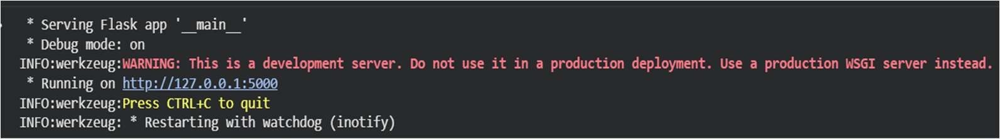 * Serving Flask app '__main__'
* Debug mode: on
INFO:werkzeug:WARNING: This is a development server. Do not use it in a production deployment. Use a production WSGI server instead.
* Running on http://127.0.0.1:5000
INFO:werkzeug:Press CTRL+C to quit
INFO:werkzeug: * Restarting with watchdog (inotify)